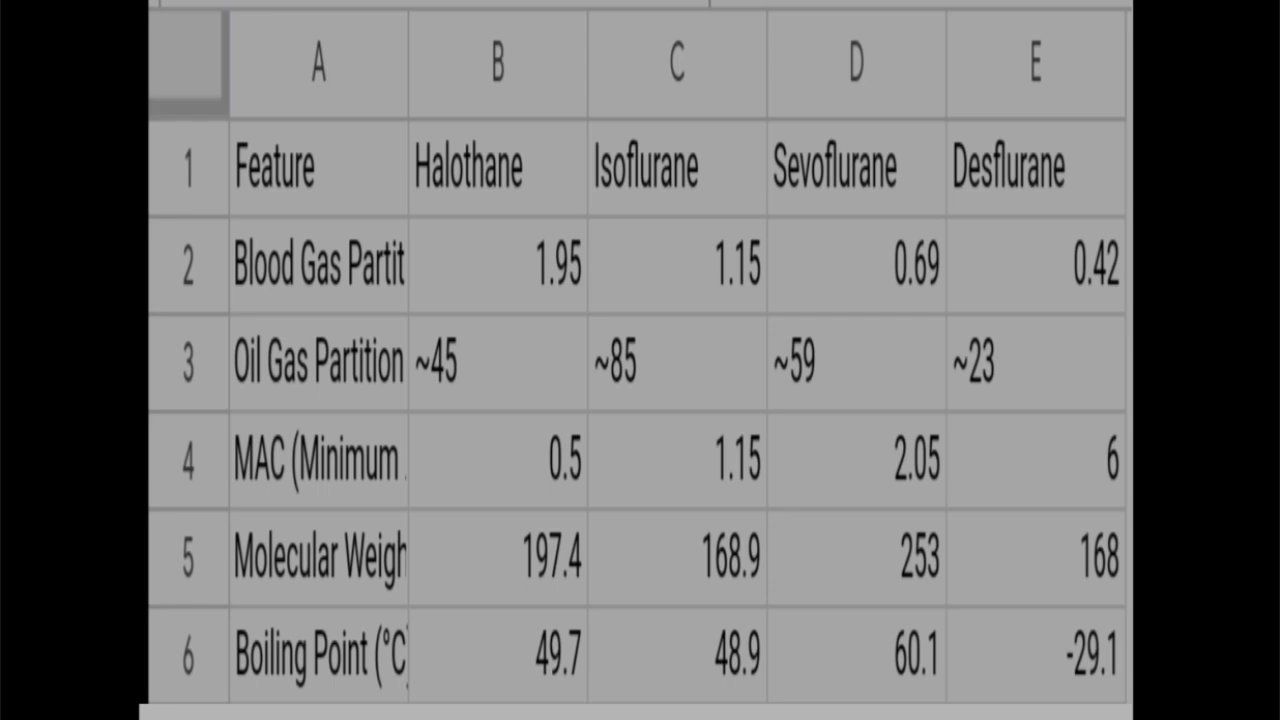 A B C D E
1 Feature Halothane Isoflurane Sevoflurane Desflurane
2 Blood Gas Partit 1.95 1.15 0.69 0.42
3 Oil Gas Partition ~45 ~85 ~59 ~23
4 MAC (Minimum 0.5 1.15 2.05 6
5 Molecular Weigh 197.4 168.9 253 168
6 Boiling Point (°C) 49.7 48.9 60.1 -29.1